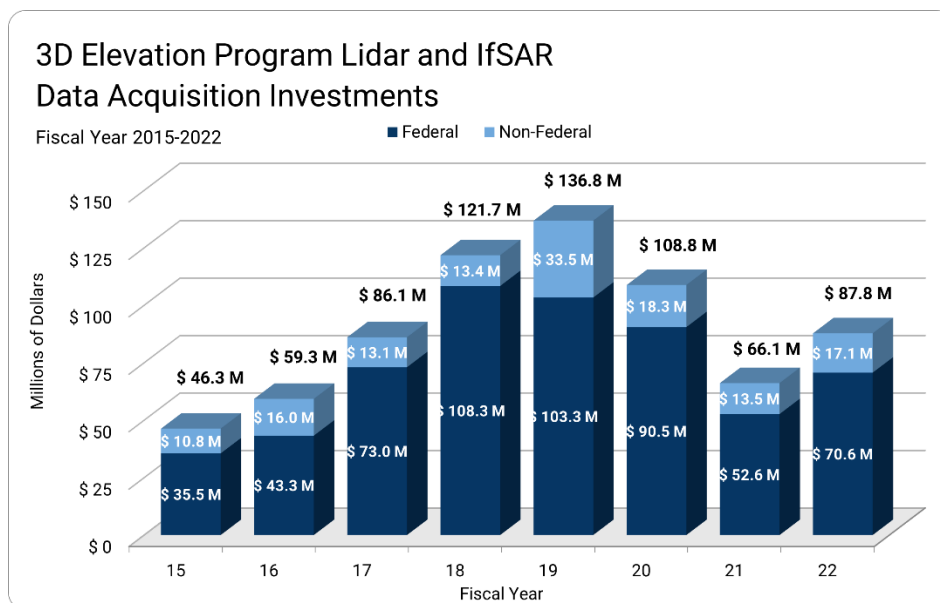 3D Elevation Program Lidar and IfSAR
Data Acquisition Investments
Fiscal Year 2015-2022
Federal Non-Federal
Millions of Dollars
$ 150
$ 125
$ 100
$ 75
$ 50
$ 25
$ 0
$ 46.3 M
$ 10.8 M
$ 35.5 M
$ 59.3 M
$ 16.0 M
$ 43.3 M
$ 86.1 M
$ 13.1 M
$ 73.0 M
$ 121.7 M
$ 13.4 M
$ 108.3 M
$ 136.8 M
$ 33.5 M
$ 103.3 M
$ 108.8 M
$ 18.3 M
$ 90.5 M
$ 66.1 M
$ 13.5 M
$ 52.6 M
$ 87.8 M
$ 17.1 M
$ 70.6 M
15 16 17 18 19 20 21 22
Fiscal Year